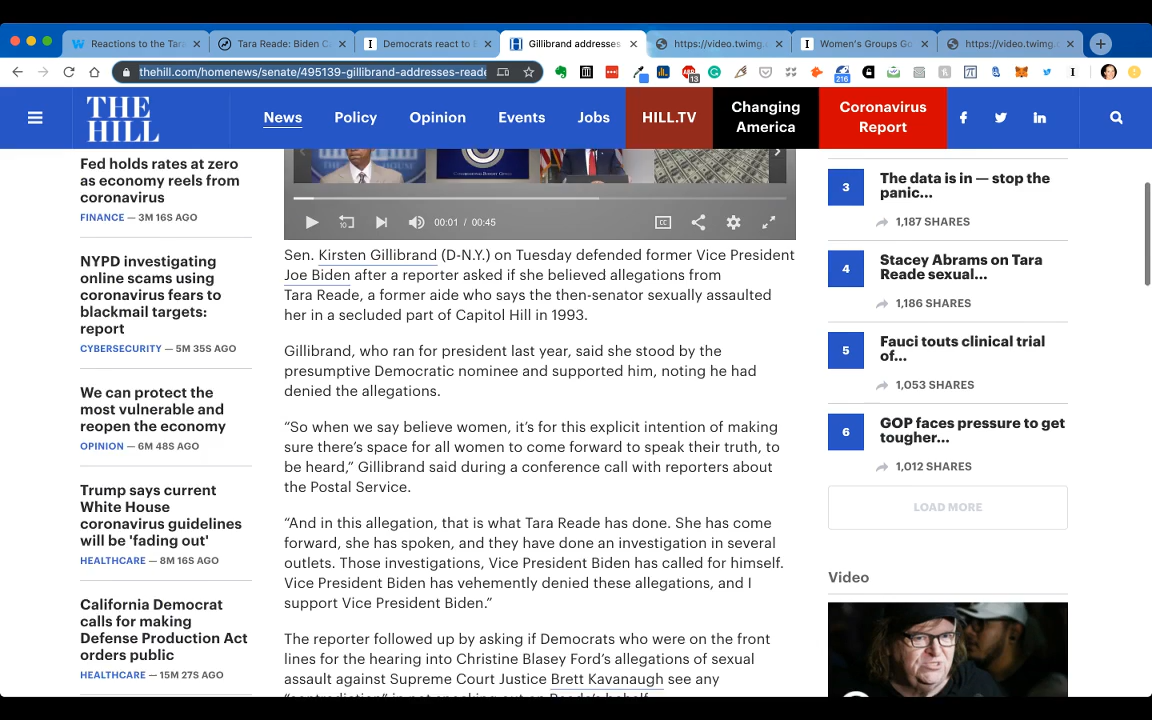 Reactions to the Tara
Tara Reade: Biden C
Democrats react to E
Gillibrand addresses
https://video.twimg.c
Women's Groups Go
https://video.twimg.c
thehill.com/homenews/senate/495139-gillibrand-addresses-reade
13
216
THE
HILL
News
Policy
Opinion
Events
Jobs
HILL.TV
Changing
America
Coronavirus
Report
Fed holds rates at zero
as economy reels from
coronavirus
FINANCE — 3M 16S AGO
NYPD investigating
online scams using
coronavirus fears to
blackmail targets:
report
CYBERSECURITY — 5M 35S AGO
We can protect the
most vulnerable and
reopen the economy
OPINION — 6M 48S AGO
Trump says current
White House
coronavirus guidelines
will be 'fading out'
HEALTHCARE — 8M 16S AGO
California Democrat
calls for making
Defense Production Act
orders public
HEALTHCARE — 15M 27S AGO
10
00:01 / 00:45
CC
Sen. Kirsten Gillibrand (D-N.Y.) on Tuesday defended former Vice President
Joe Biden after a reporter asked if she believed allegations from
Tara Reade, a former aide who says the then-senator sexually assaulted
her in a secluded part of Capitol Hill in 1993.
Gillibrand, who ran for president last year, said she stood by the
presumptive Democratic nominee and supported him, noting he had
denied the allegations.
“So when we say believe women, it’s for this explicit intention of making
sure there’s space for all women to come forward to speak their truth, to
be heard,” Gillibrand said during a conference call with reporters about
the Postal Service.
“And in this allegation, that is what Tara Reade has done. She has come
forward, she has spoken, and they have done an investigation in several
outlets. Those investigations, Vice President Biden has called for himself.
Vice President Biden has vehemently denied these allegations, and I
support Vice President Biden.”
The reporter followed up by asking if Democrats who were on the front
lines for the hearing into Christine Blasey Ford’s allegations of sexual
assault against Supreme Court Justice Brett Kavanaugh see any
“contradiction” in not speaking out on Reade’s behalf.
3
The data is in — stop the
panic...
1,187 SHARES
4
Stacey Abrams on Tara
Reade sexual...
1,186 SHARES
5
Fauci touts clinical trial
of...
1,053 SHARES
6
GOP faces pressure to get
tougher...
1,012 SHARES
LOAD MORE
Video